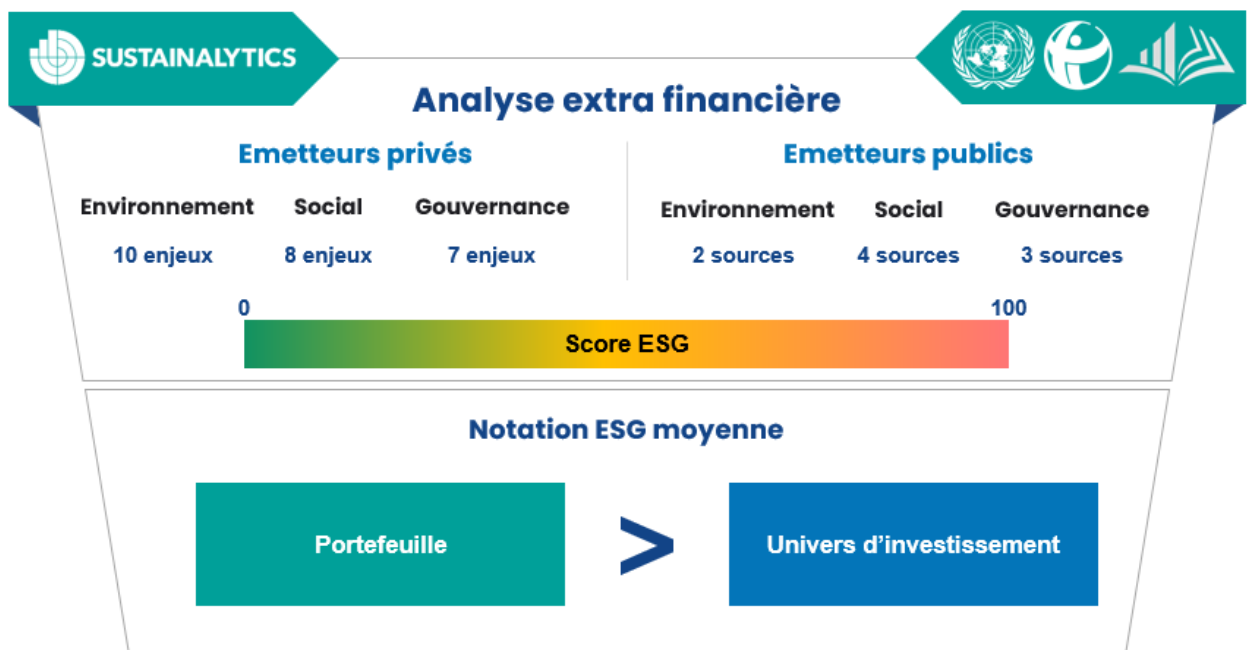 SUSTAINALYTICS
Analyse extra financière
Emetteurs privés
Environnement Social Gouvernance
10 enjeux 8 enjeux 7 enjeux
Emetteurs publics
Environnement Social Gouvernance
2 sources 4 sources 3 sources
0 100
Score ESG
Notation ESG moyenne
Portefeuille > Univers d’investissement